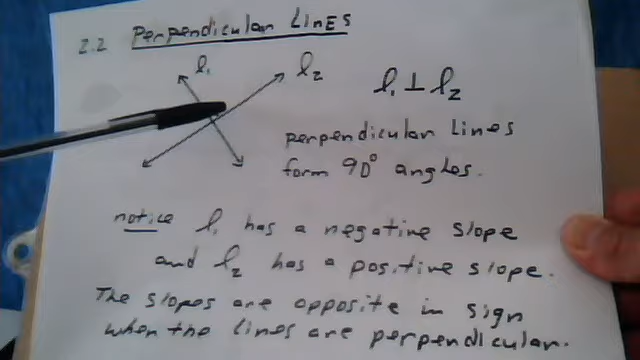 2.2 Perpendicular Lines
l₁ l₂
l₁ ⊥ l₂
perpendicular Lines
form 90° angles.
notice l₁ has a negative slope
and l₂ has a positive slope.
The slopes are opposite in sign
when the lines are perpendicular.